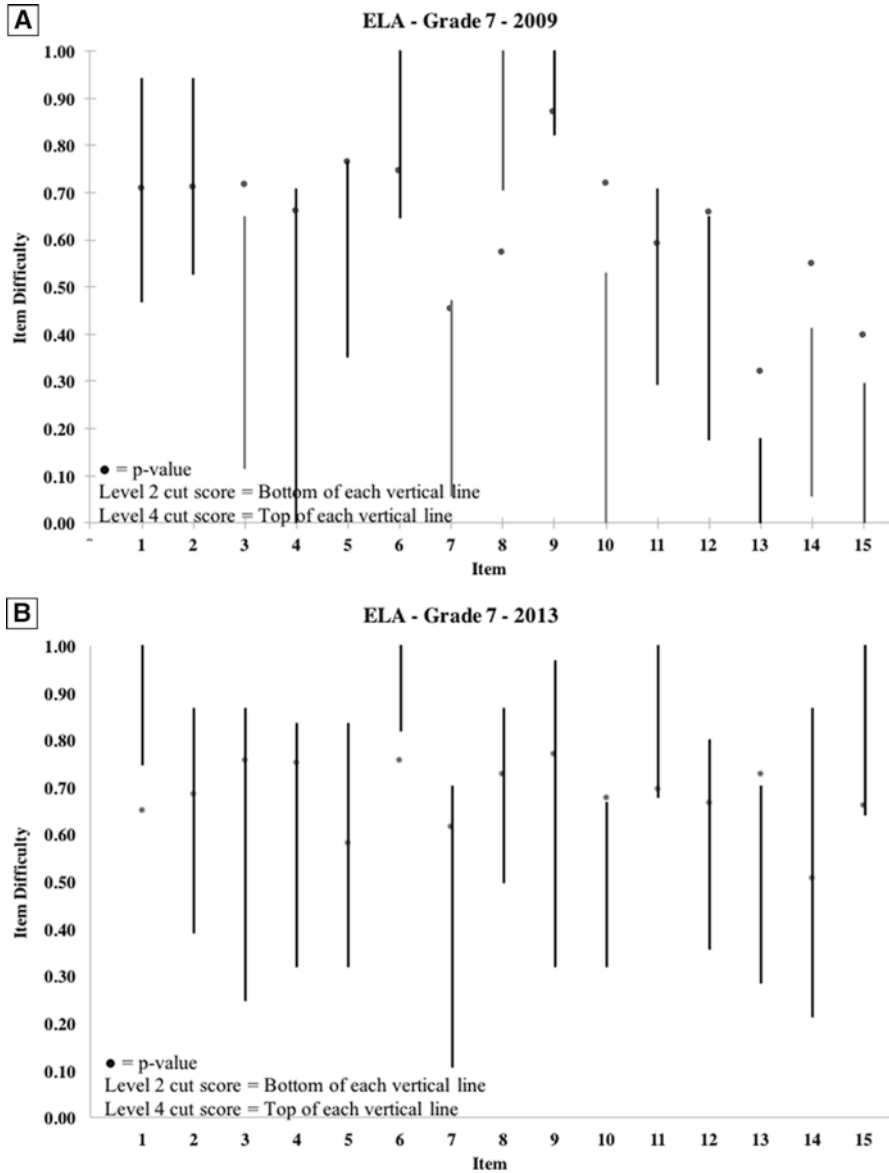 A
ELA - Grade 7 - 2009
1.00
0.90
0.80
0.70
0.60
0.50
0.40
0.30
0.20
0.10
0.00
Item Difficulty
● = p-value
Level 2 cut score = Bottom of each vertical line
Level 4 cut score = Top of each vertical line
1 2 3 4 5 6 7 8 9 10 11 12 13 14 15
Item
B
ELA - Grade 7 - 2013
1.00
0.90
0.80
0.70
0.60
0.50
0.40
0.30
0.20
0.10
0.00
Item Difficulty
● = p-value
Level 2 cut score = Bottom of each vertical line
Level 4 cut score = Top of each vertical line
1 2 3 4 5 6 7 8 9 10 11 12 13 14 15
Item